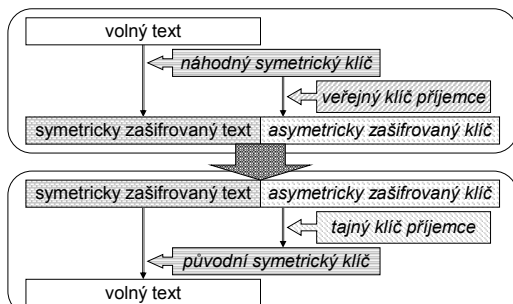 volný text
náhodný symetrický klíč
veřejný klíč příjemce
symetricky zašifrovaný text asymetricky zašifrovaný klíč
symetricky zašifrovaný text asymetricky zašifrovaný klíč
tajný klíč příjemce
původní symetrický klíč
volný text